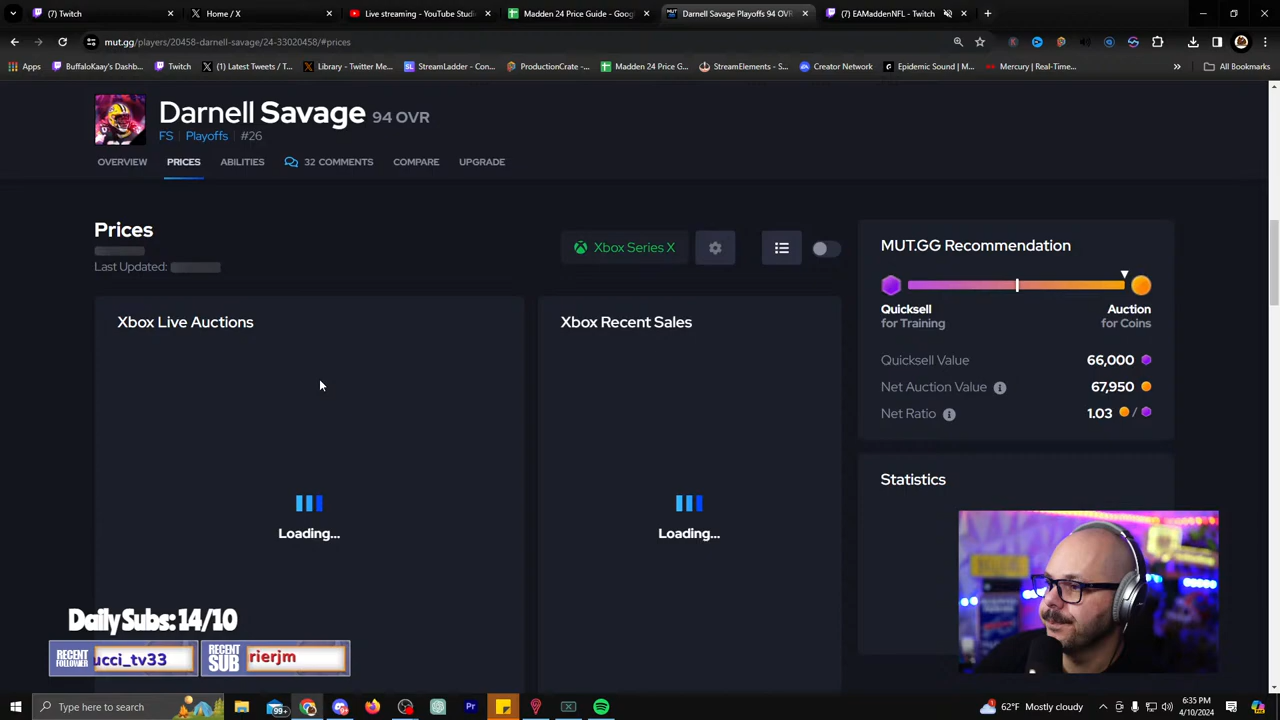 (7) Twitch
Home / X
Live streaming - YouTube Studi
Madden 24 Price Guide - Goog
Darnell Savage Playoffs 94 OVR
(7) EAMaddenNFL - Twitch
mut.gg/players/20458-darnell-savage/24-33020458/#prices
Apps
BuffaloKaay's Dashb...
Twitch
(1) Latest Tweets / T...
Library - Twitter Me...
StreamLadder - Con...
ProductionCrate -...
Madden 24 Price G...
StreamElements - S...
Creator Network
Epidemic Sound | M...
Mercury | Real-Time...
All Bookmarks
Darnell Savage 94 OVR
FS | Playoffs | #26
OVERVIEW
PRICES
ABILITIES
32 COMMENTS
COMPARE
UPGRADE
Prices
Last Updated:
Xbox Series X
Xbox Live Auctions
Loading...
Xbox Recent Sales
Loading...
MUT.GG Recommendation
Quicksell
for Training
Auction
for Coins
Quicksell Value 66,000
Net Auction Value 67,950
Net Ratio 1.03 /
Statistics
Daily Subs: 14/10
RECENT
FOLLOWER
ucci_tv33
RECENT
SUB
rierjm
Type here to search
99+
62°F Mostly cloudy
6:35 PM
4/10/2024